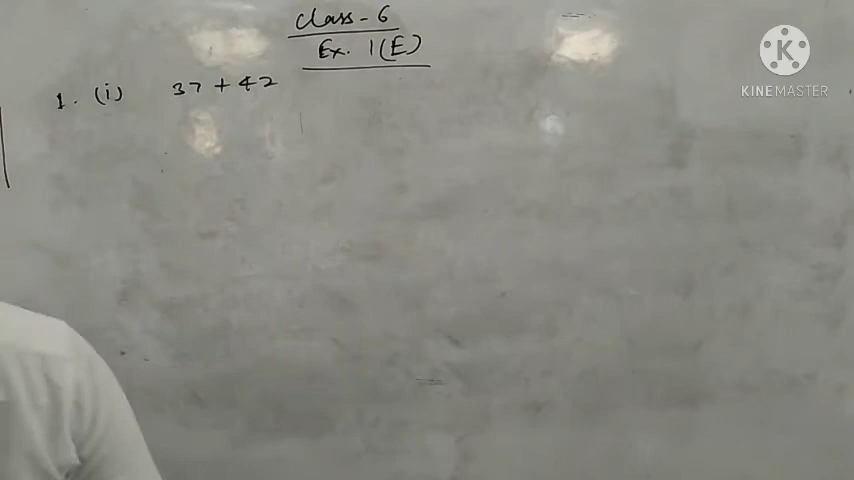 Class - 6
Ex. 1(E)
1. (i) 37 + 42
K
KINEMASTER